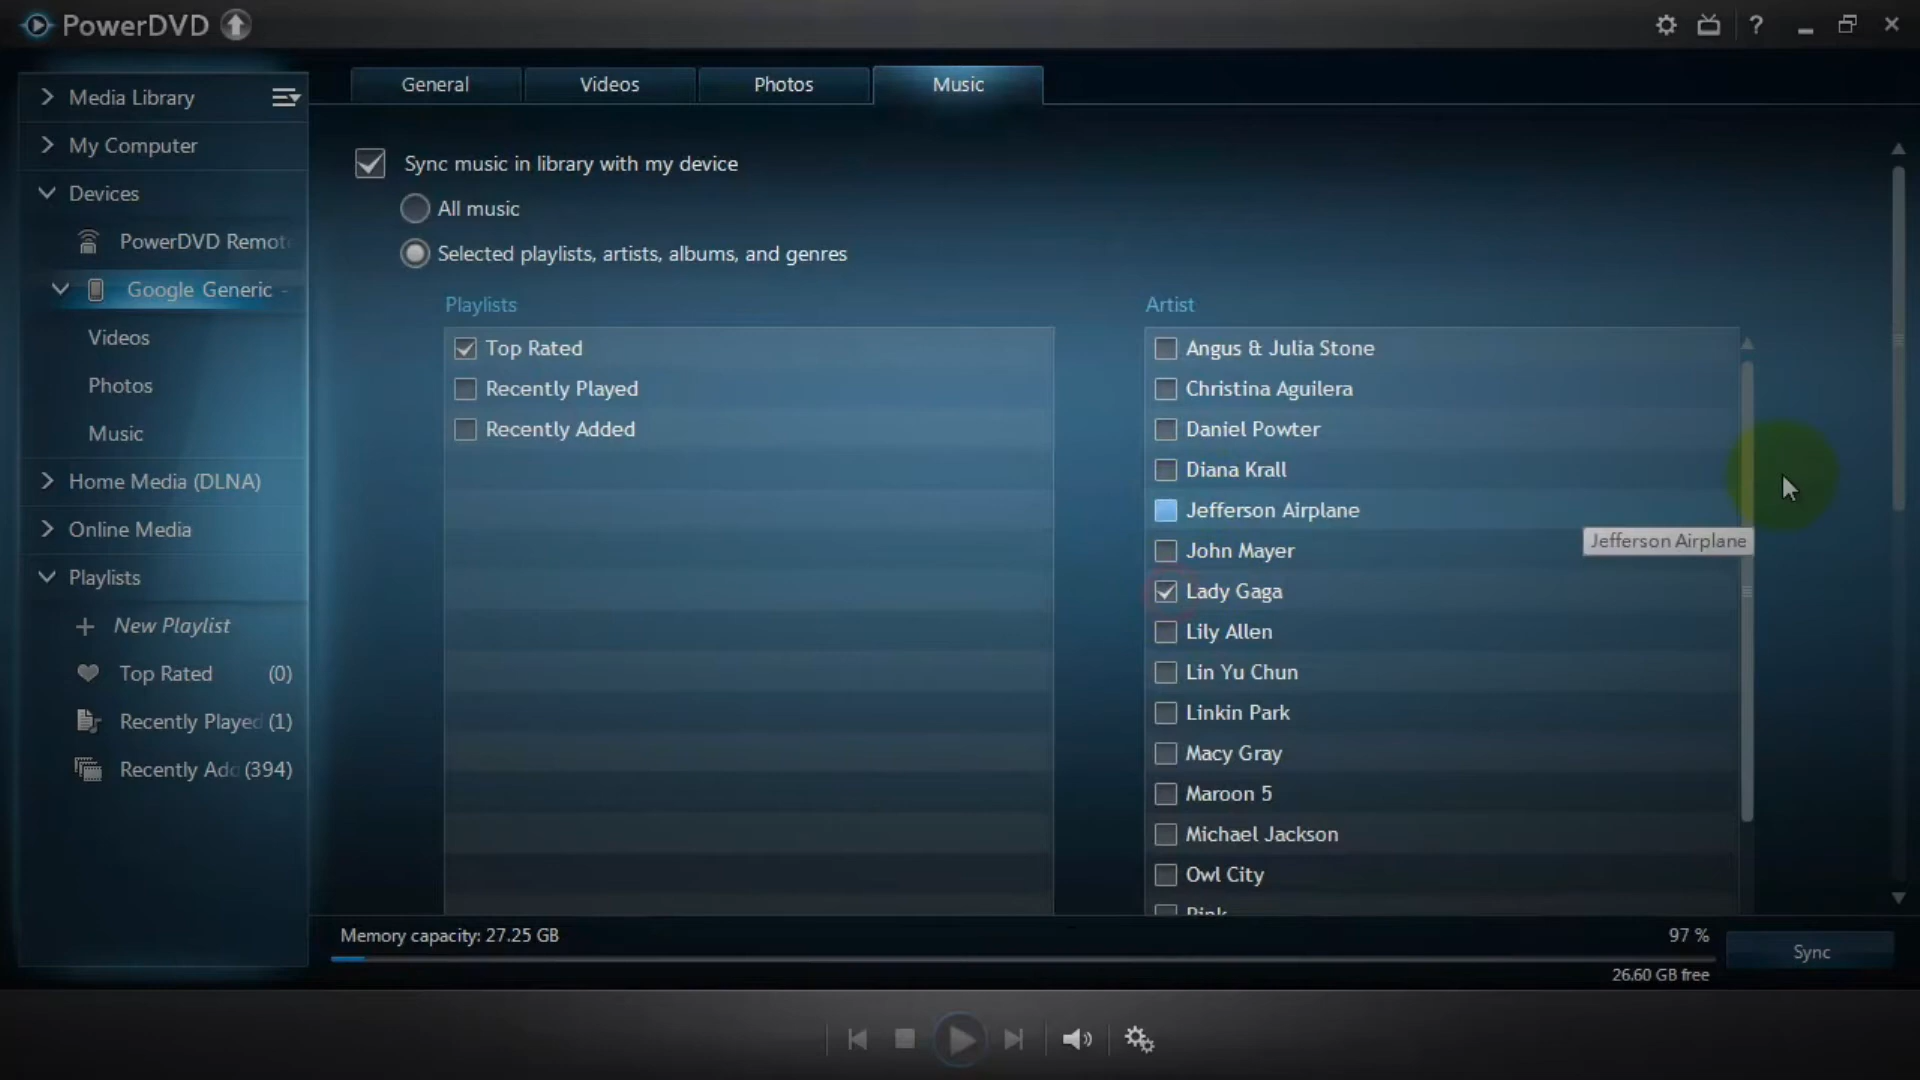 PowerDVD
Media Library
My Computer
Devices
PowerDVD Remot
Google Generic -
Videos
Photos
Music
Home Media (DLNA)
Online Media
Playlists
New Playlist
Top Rated (0)
Recently Played (1)
Recently Ad (394)
General Videos Photos Music
Sync music in library with my device
All music
Selected playlists, artists, albums, and genres
Playlists
Top Rated
Recently Played
Recently Added
Artist
Angus & Julia Stone
Christina Aguilera
Daniel Powter
Diana Krall
Jefferson Airplane
Jefferson Airplane
John Mayer
Lady Gaga
Lily Allen
Lin Yu Chun
Linkin Park
Macy Gray
Maroon 5
Michael Jackson
Owl City
Pink
Memory capacity: 27.25 GB
97 %
26.60 GB free
Sync